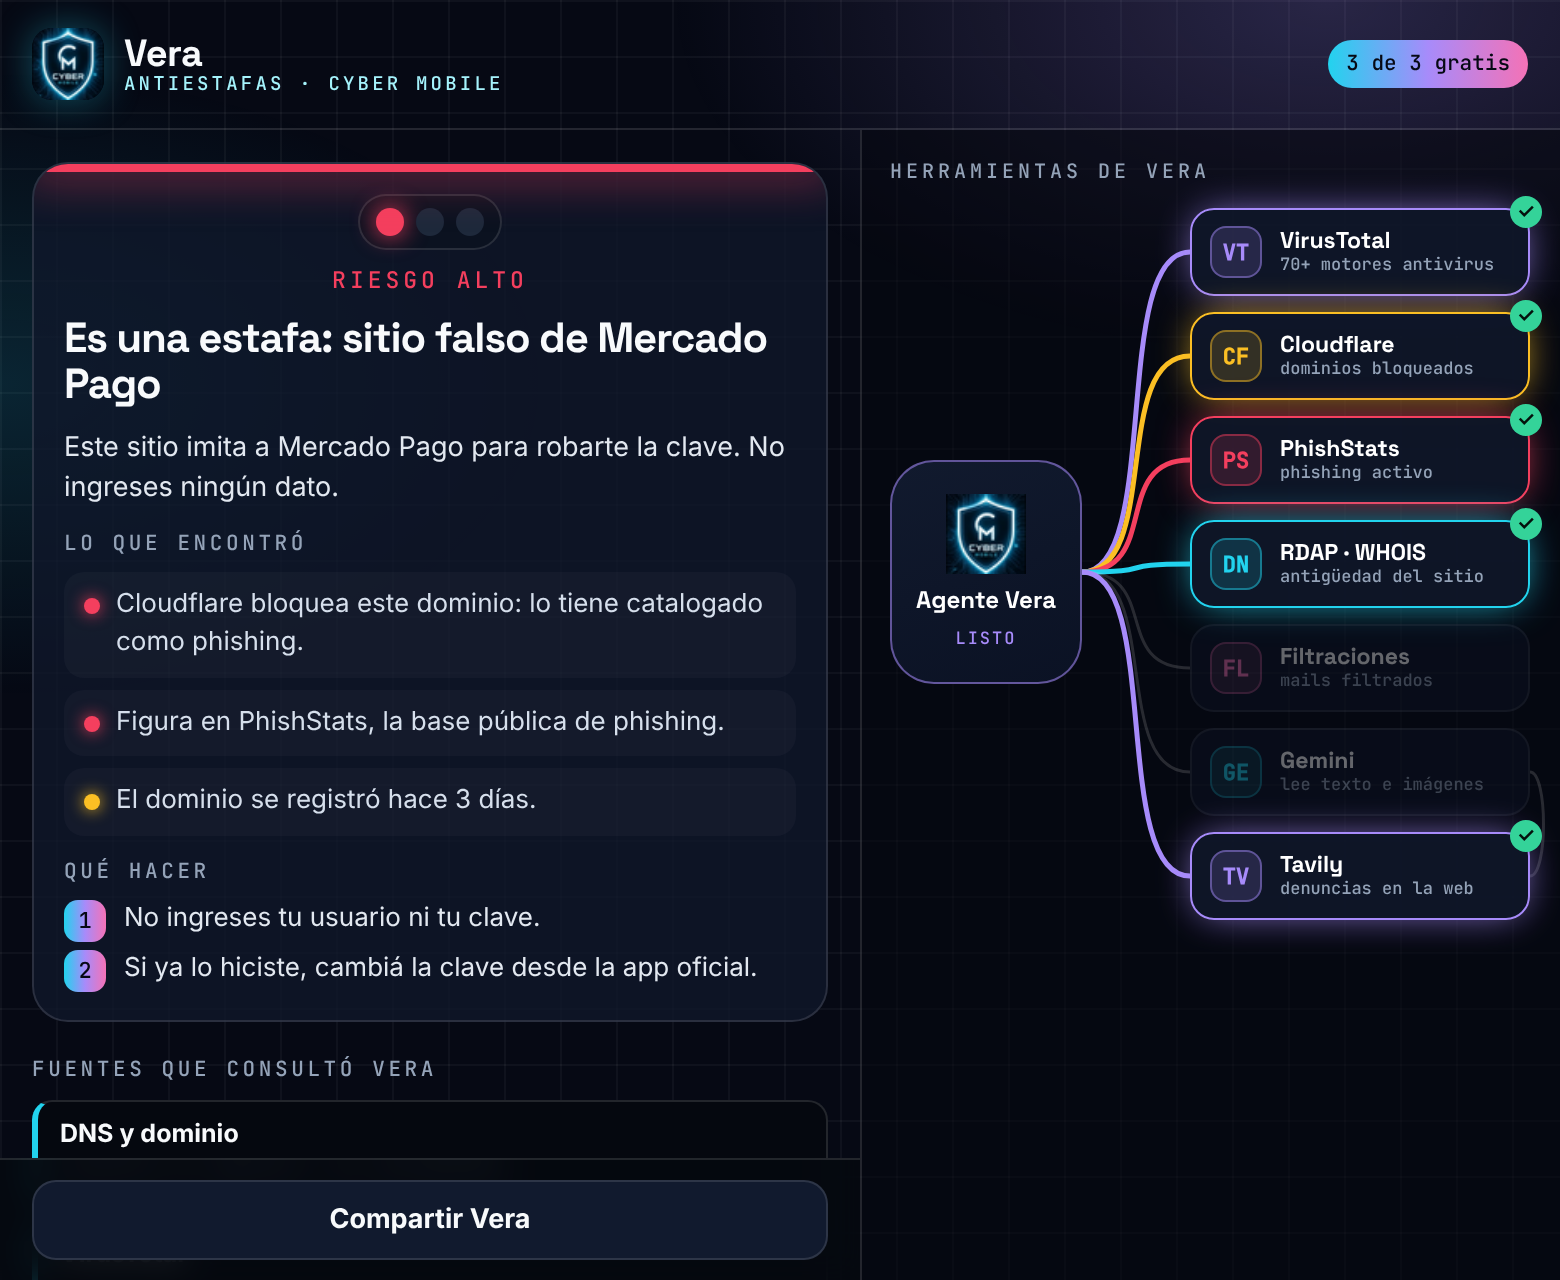 Vera
ANTIESTAFAS · CYBER MOBILE
3 de 3 gratis
RIESGO ALTO
Es una estafa: sitio falso de Mercado
Pago
Este sitio imita a Mercado Pago para robarte la clave. No
ingreses ningún dato.
LO QUE ENCONTRÓ
Cloudflare bloquea este dominio: lo tiene catalogado
como phishing.
Figura en PhishStats, la base pública de phishing.
El dominio se registró hace 3 días.
QUÉ HACER
1 No ingreses tu usuario ni tu clave.
2 Si ya lo hiciste, cambiá la clave desde la app oficial.
FUENTES QUE CONSULTÓ VERA
DNS y dominio
Compartir Vera
HERRAMIENTAS DE VERA
CM
CYBER
Agente Vera
LISTO
VT VirusTotal
70+ motores antivirus
CF Cloudflare
dominios bloqueados
PS PhishStats
phishing activo
DN RDAP · WHOIS
antigüedad del sitio
FL Filtraciones
mails filtrados
GE Gemini
lee texto e imágenes
TV Tavily
denuncias en la web